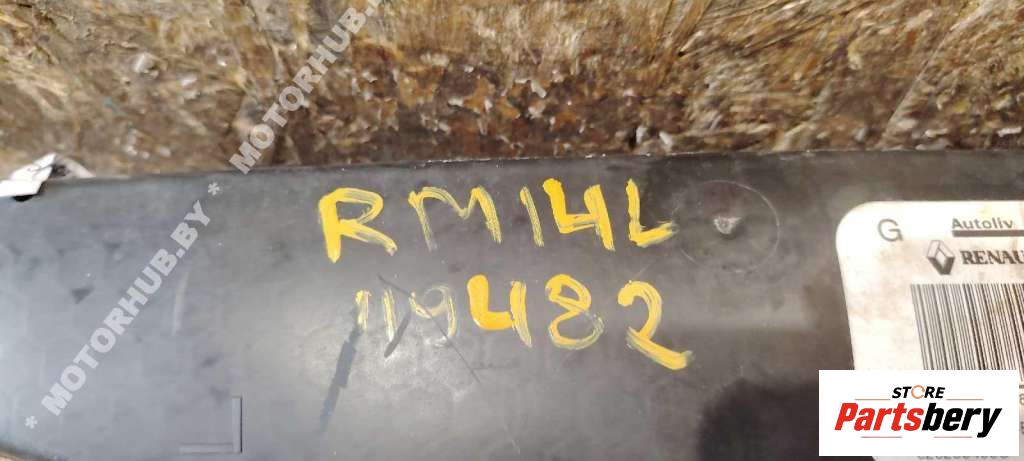 * MOTORHUB.BY * MOTORHUB.BY
RM14L
119482
G
Autoliv
RENAU
STORE
Partsbery